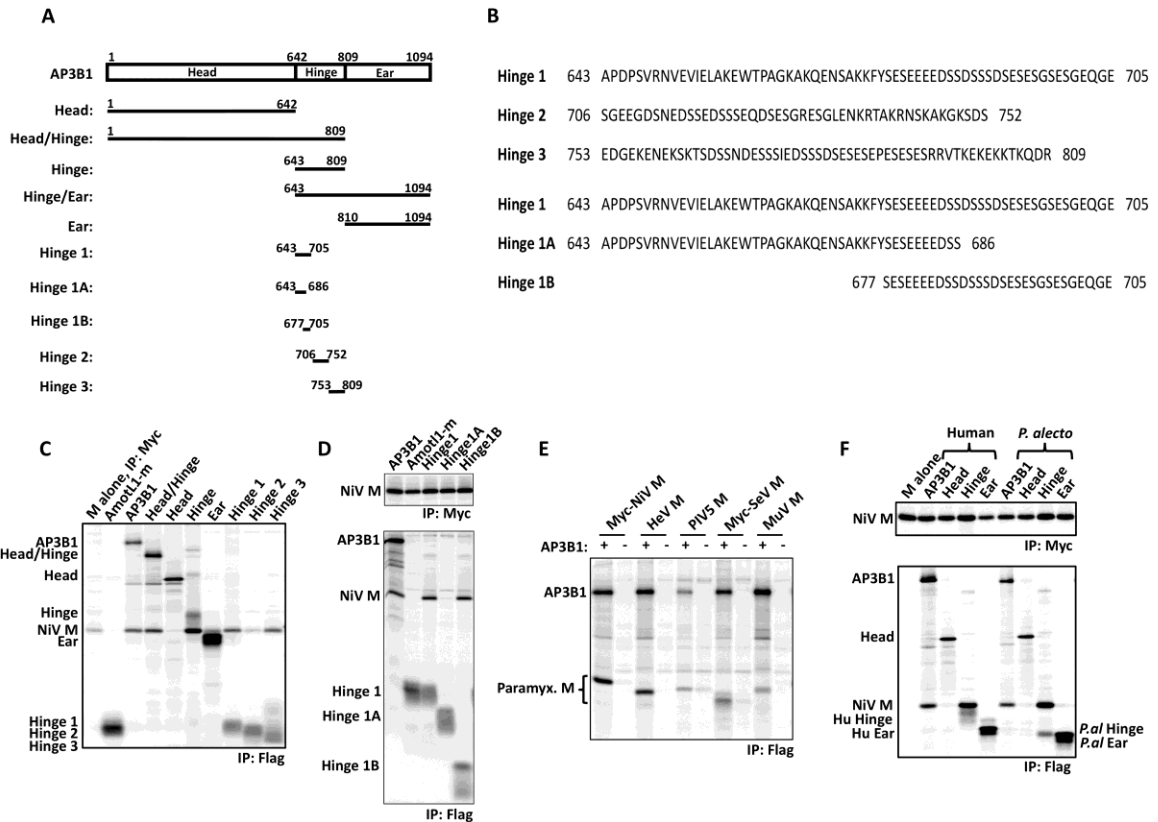 A
1 642 809 1094
AP3B1 Head Hinge Ear
Head: 1 642
Head/Hinge: 1 809
Hinge: 643 809
Hinge/Ear: 643 1094
Ear: 810 1094
Hinge 1: 643 705
Hinge 1A: 643 686
Hinge 1B: 677 705
Hinge 2: 706 752
Hinge 3: 753 809
B
Hinge 1 643 APDPSVRNVEVIELAKEWTPAGKAKQENSAKKFYSESEEEEDSSDSSSDSESESGSESGEQGE 705
Hinge 2 706 SGEEGDSNEDSSEDSSSEQDSESGRESGLENKRTAKRNSKAKGKSDS 752
Hinge 3 753 EDGEKENEKSKTSDSSNDESSSIEDSSSDSESESEPESESESRRVTKEKEKKTKQDR 809
Hinge 1 643 APDPSVRNVEVIELAKEWTPAGKAKQENSAKKFYSESEEEEDSSDSSSDSESESGSESGEQGE 705
Hinge 1A 643 APDPSVRNVEVIELAKEWTPAGKAKQENSAKKFYSESEEEEDSS 686
Hinge 1B 677 SESEEEEDSSDSSSDSESESGSESGEQGE 705
C
M alone, IP: Myc
AmotL1-m
AP3B1
Head/Hinge
Head
Hinge
Ear
Hinge 1
Hinge 2
Hinge 3
AP3B1
Head/Hinge
Head
Hinge
NiV M
Ear
Hinge 1
Hinge 2
Hinge 3
IP: Flag
D
AP3B1
Amotl1-m
Hinge1
Hinge1A
Hinge1B
NiV M
IP: Myc
AP3B1
NiV M
Hinge 1
Hinge 1A
Hinge 1B
IP: Flag
E
Myc-NiV M
HeV M
PIV5 M
Myc-SeV M
MuV M
AP3B1: + - + - + - + - + -
AP3B1
Paramyx. M
IP: Flag
F
Human P. alecto
M alone
AP3B1
Head
Hinge
Ear
AP3B1
Head
Hinge
Ear
NiV M
IP: Myc
AP3B1
Head
NiV M
Hu Hinge
Hu Ear
P.al Hinge
P.al Ear
IP: Flag